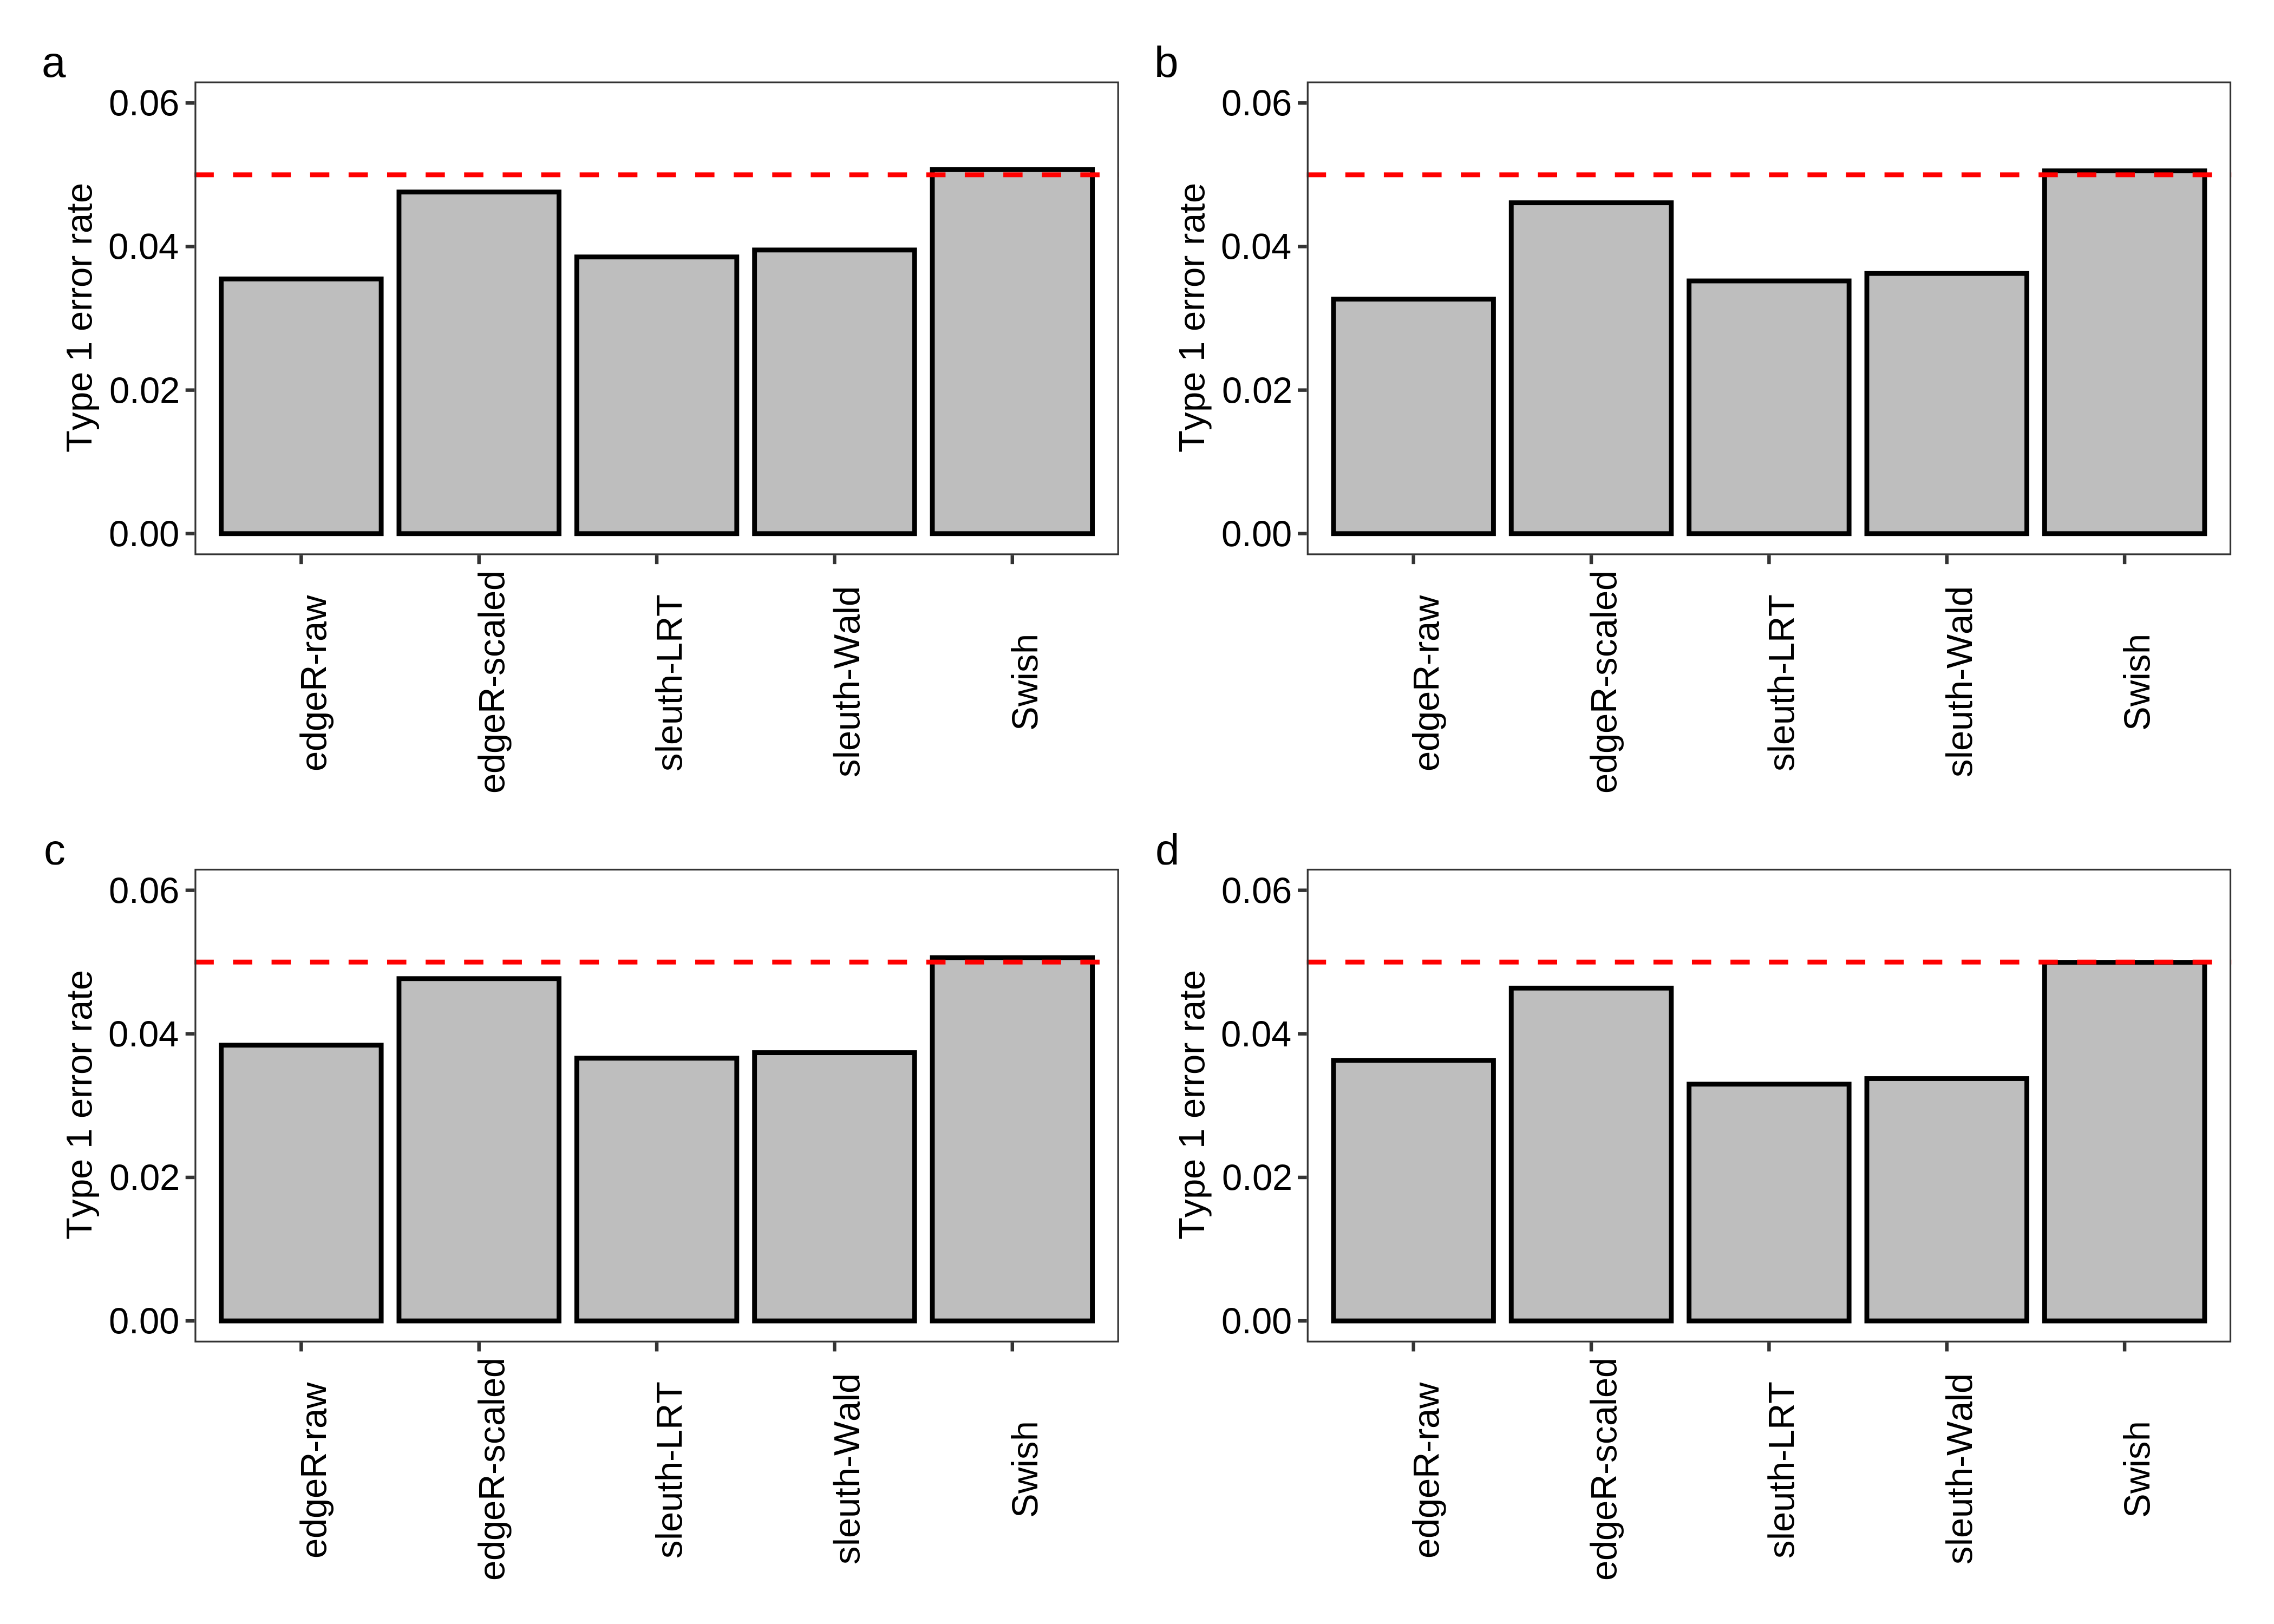 a
Type 1 error rate
0.06
0.04
0.02
0.00
edgeR-raw
edgeR-scaled
sleuth-LRT
sleuth-Wald
Swish
b
Type 1 error rate
0.06
0.04
0.02
0.00
edgeR-raw
edgeR-scaled
sleuth-LRT
sleuth-Wald
Swish
c
Type 1 error rate
0.06
0.04
0.02
0.00
edgeR-raw
edgeR-scaled
sleuth-LRT
sleuth-Wald
Swish
d
Type 1 error rate
0.06
0.04
0.02
0.00
edgeR-raw
edgeR-scaled
sleuth-LRT
sleuth-Wald
Swish